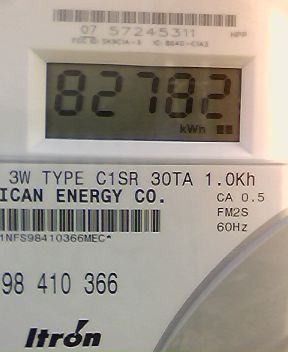 07 57245311
HPP
82782
kWh
3W TYPE C1SR 30TA 1.0Kh
ICAN ENERGY CO.
CA 0.5
FM2S
60Hz
1NFS98410366MEC*
98 410 366
Itron